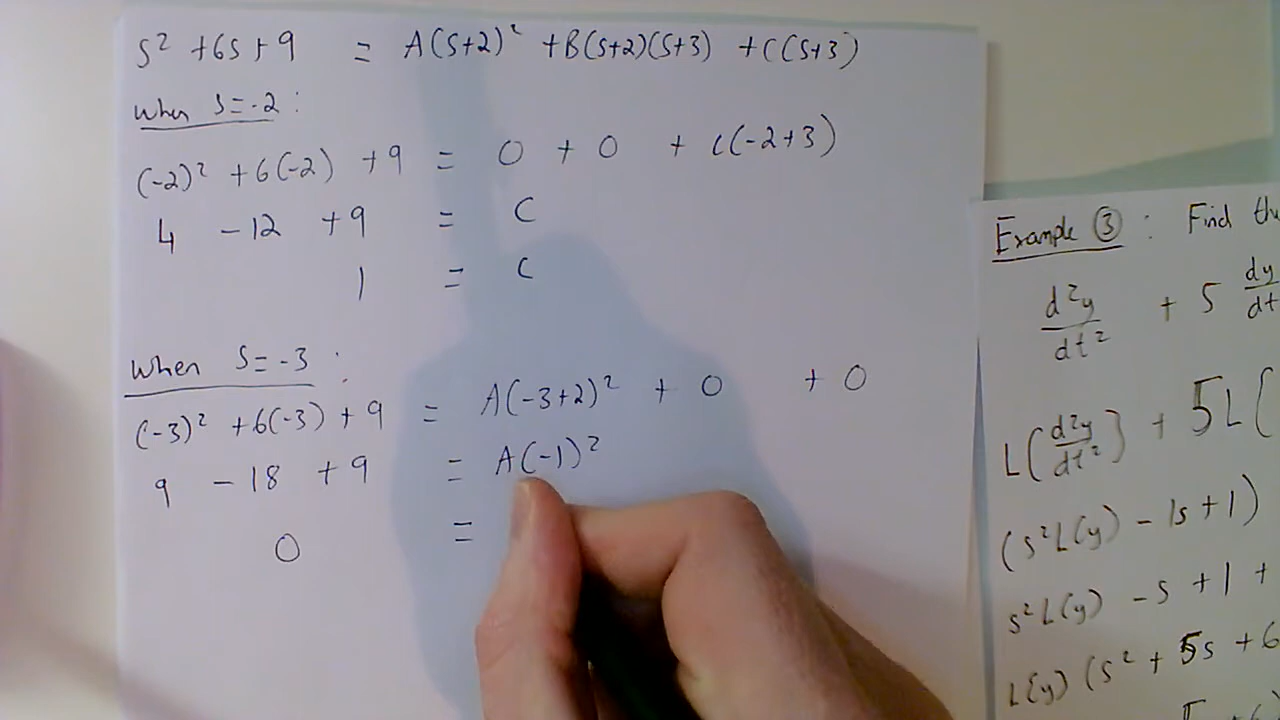 s² + 6s + 9 = A(s+2)² + B(s+2)(s+3) + C(s+3)
When s = -2 :
(-2)² + 6(-2) + 9 = 0 + 0 + C(-2+3)
4 - 12 + 9 = C
1 = C
When s = -3 :
(-3)² + 6(-3) + 9 = A(-3+2)² + 0 + 0
9 - 18 + 9 = A(-1)²
0 =
Example ③ : Find
d²y/dt² + 5 dy/dt
L(d²y/dt²) + 5L(
(s²L(y) - 1s + 1)
s²L(y) - s + 1 +
L(y) (s² + 5s + 6